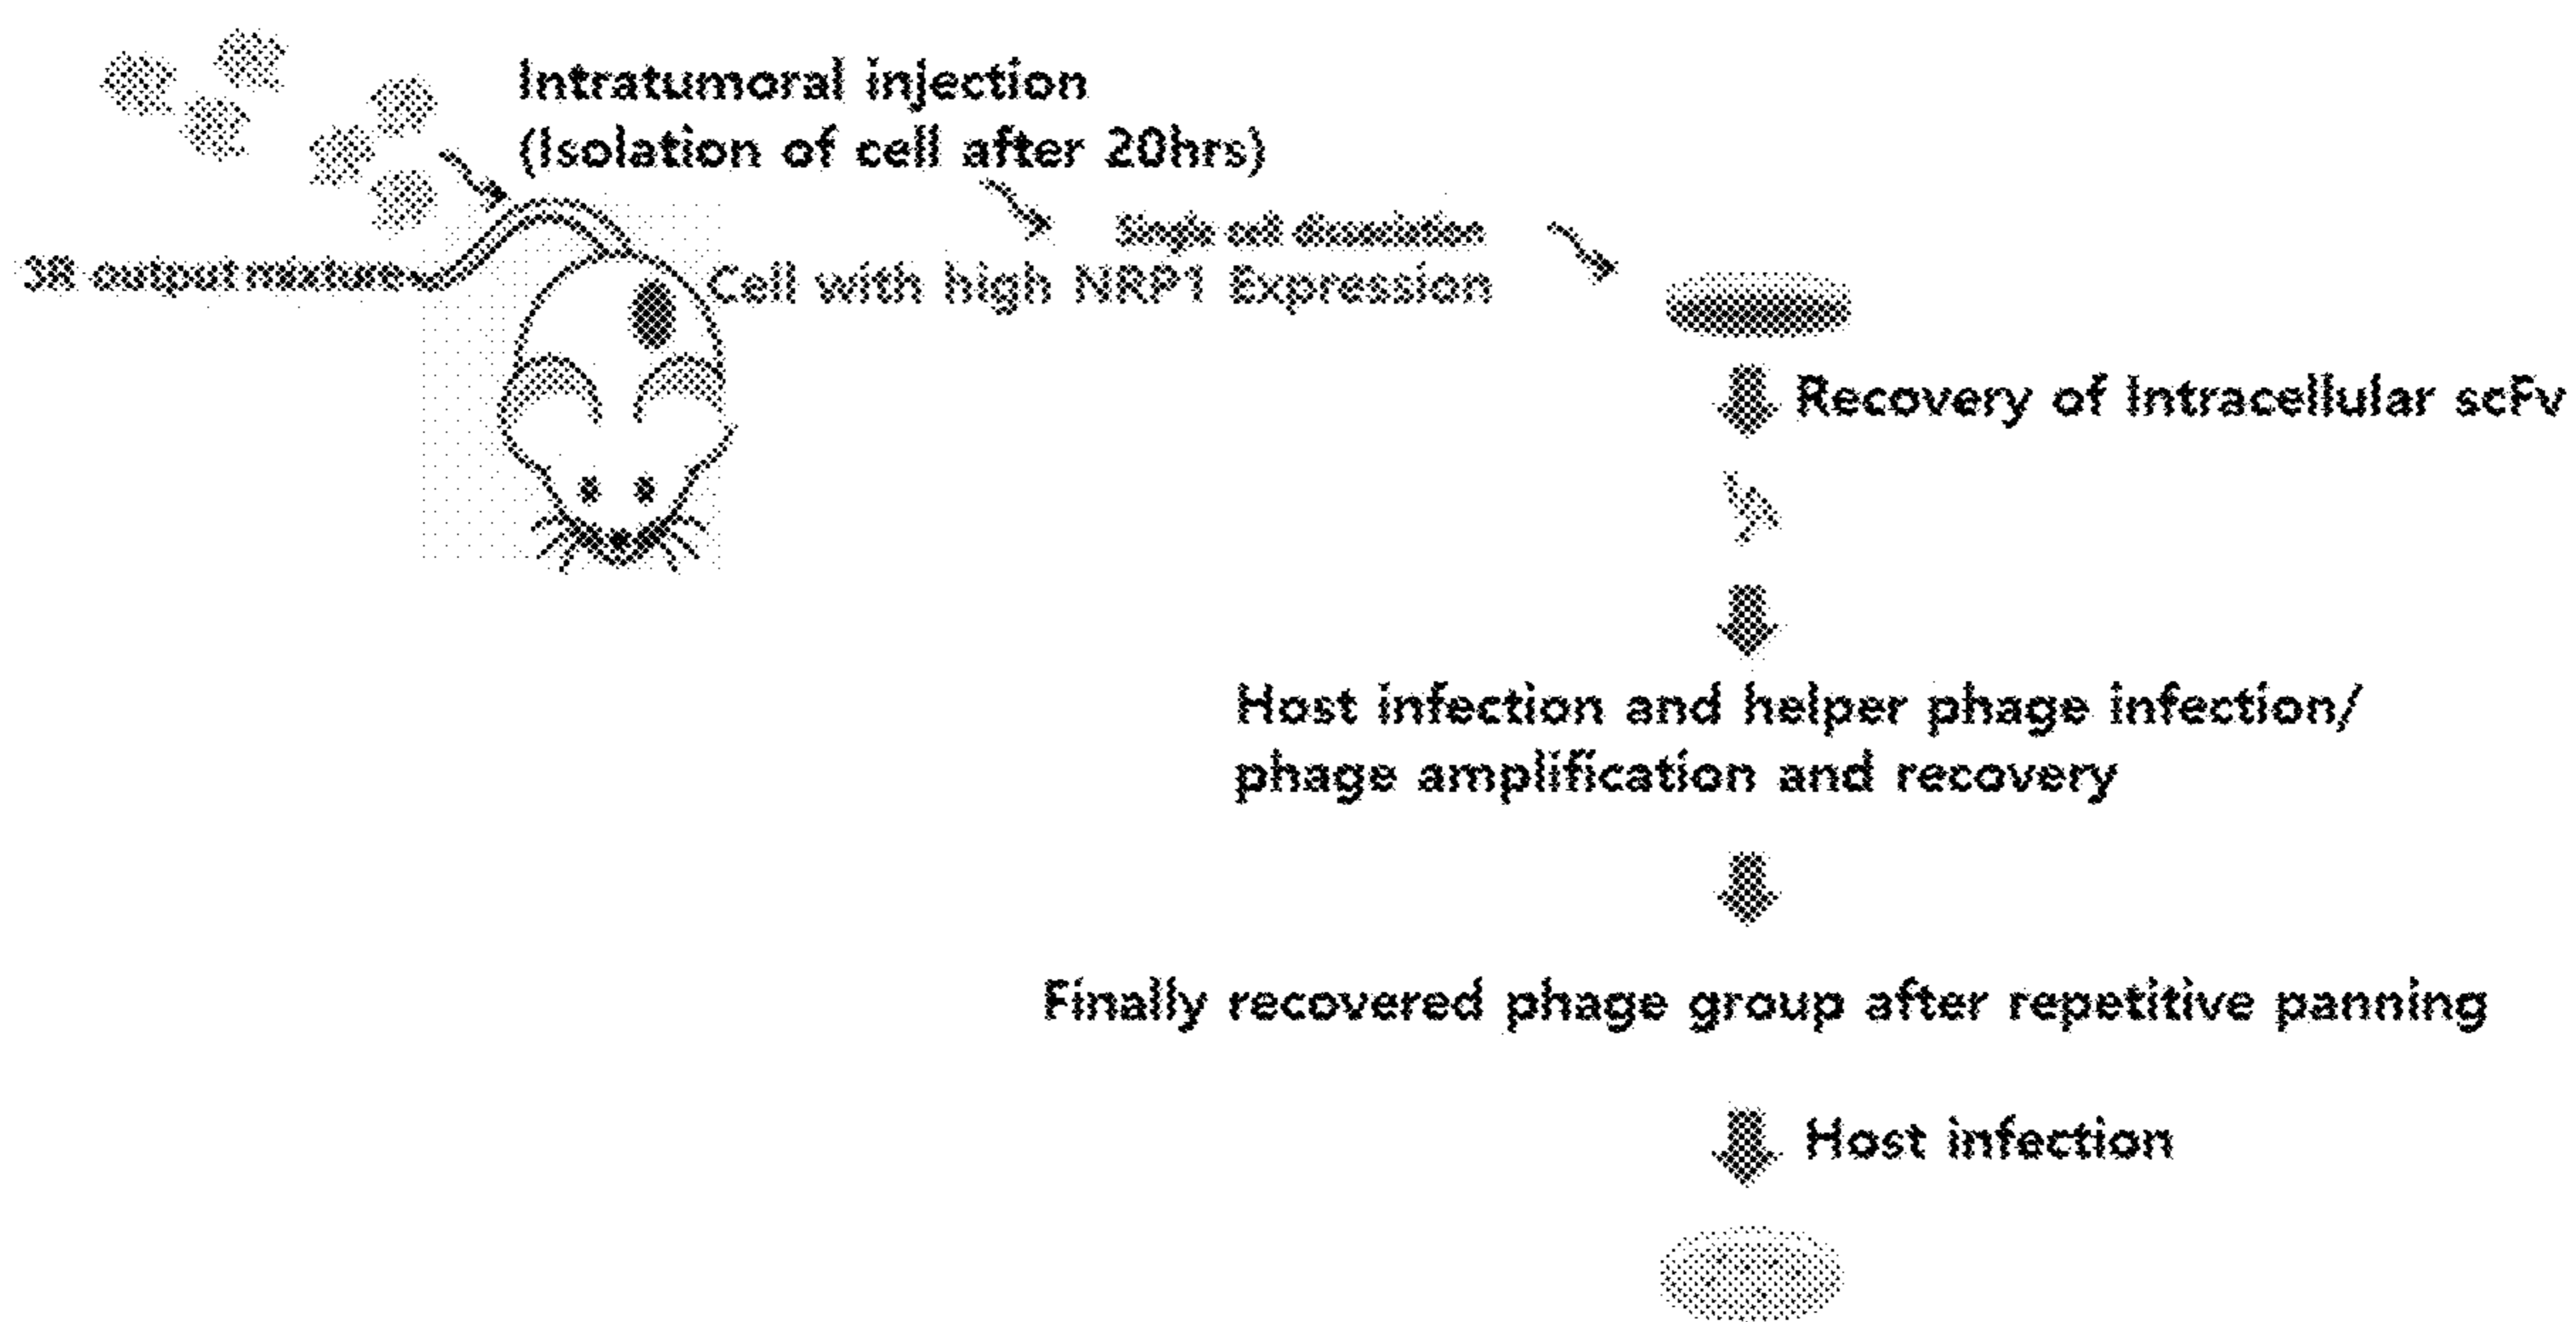 Intratumoral injection
(Isolation of cell after 20hrs)
Single cell dissociation
3R output mixture
Cell with high NRP1 Expression
Recovery of Intracellular scFv
Host infection and helper phage infection/
phage amplification and recovery
Finally recovered phage group after repetitive panning
Host infection